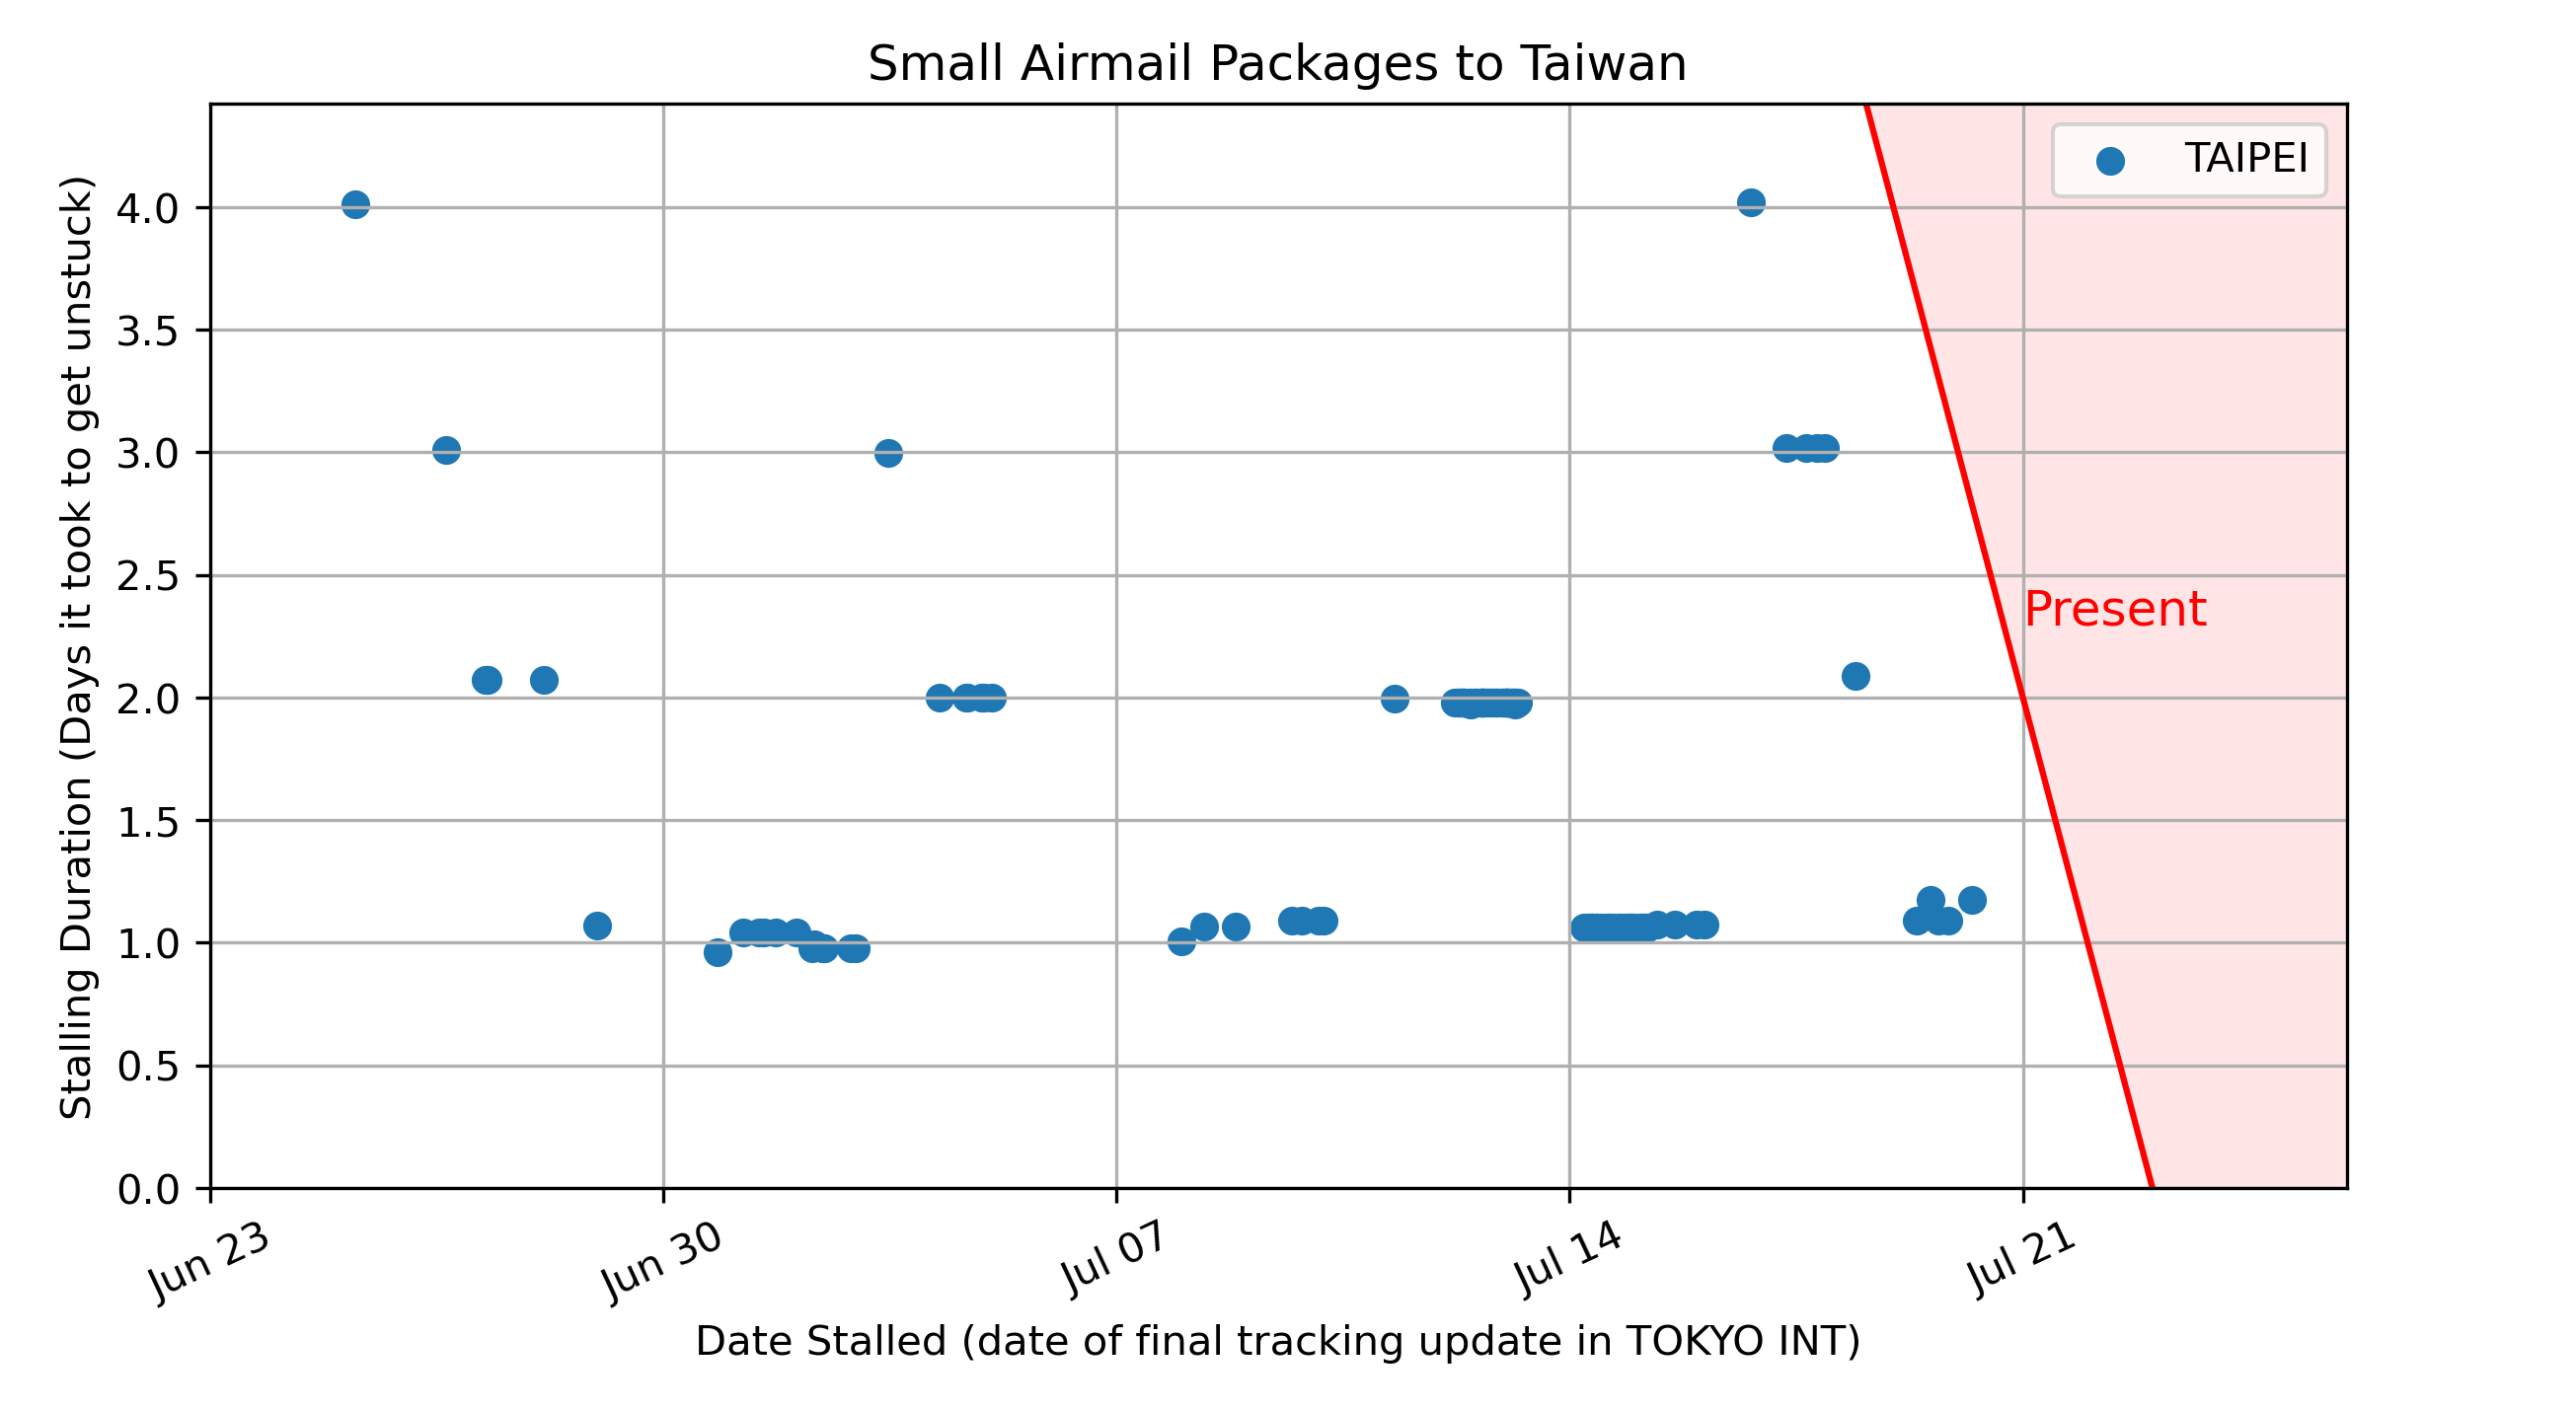 Small Airmail Packages to Taiwan
TAIPEI
Stalling Duration (Days it took to get unstuck)
4.0
3.5
3.0
2.5
2.0
1.5
1.0
0.5
0.0
Present
Jun 23
Jun 30
Jul 07
Jul 14
Jul 21
Date Stalled (date of final tracking update in TOKYO INT)